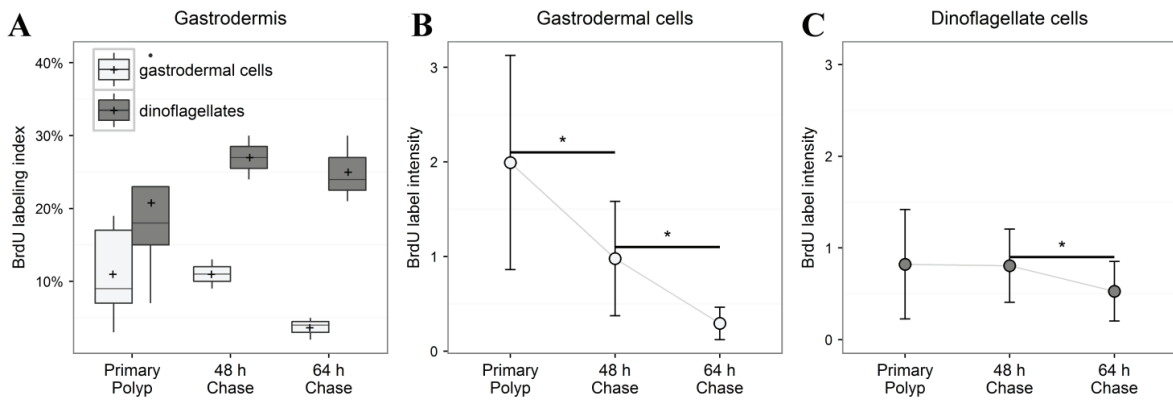 A
Gastrodermis
BrdU labeling index
40%
30%
20%
10%
gastrodermal cells
dinoflagellates
Primary
Polyp
48 h
Chase
64 h
Chase
B
Gastrodermal cells
BrdU label intensity
3
2
1
0
*
*
Primary
Polyp
48 h
Chase
64 h
Chase
C
Dinoflagellate cells
BrdU label intensity
3
2
1
0
*
Primary
Polyp
48 h
Chase
64 h
Chase